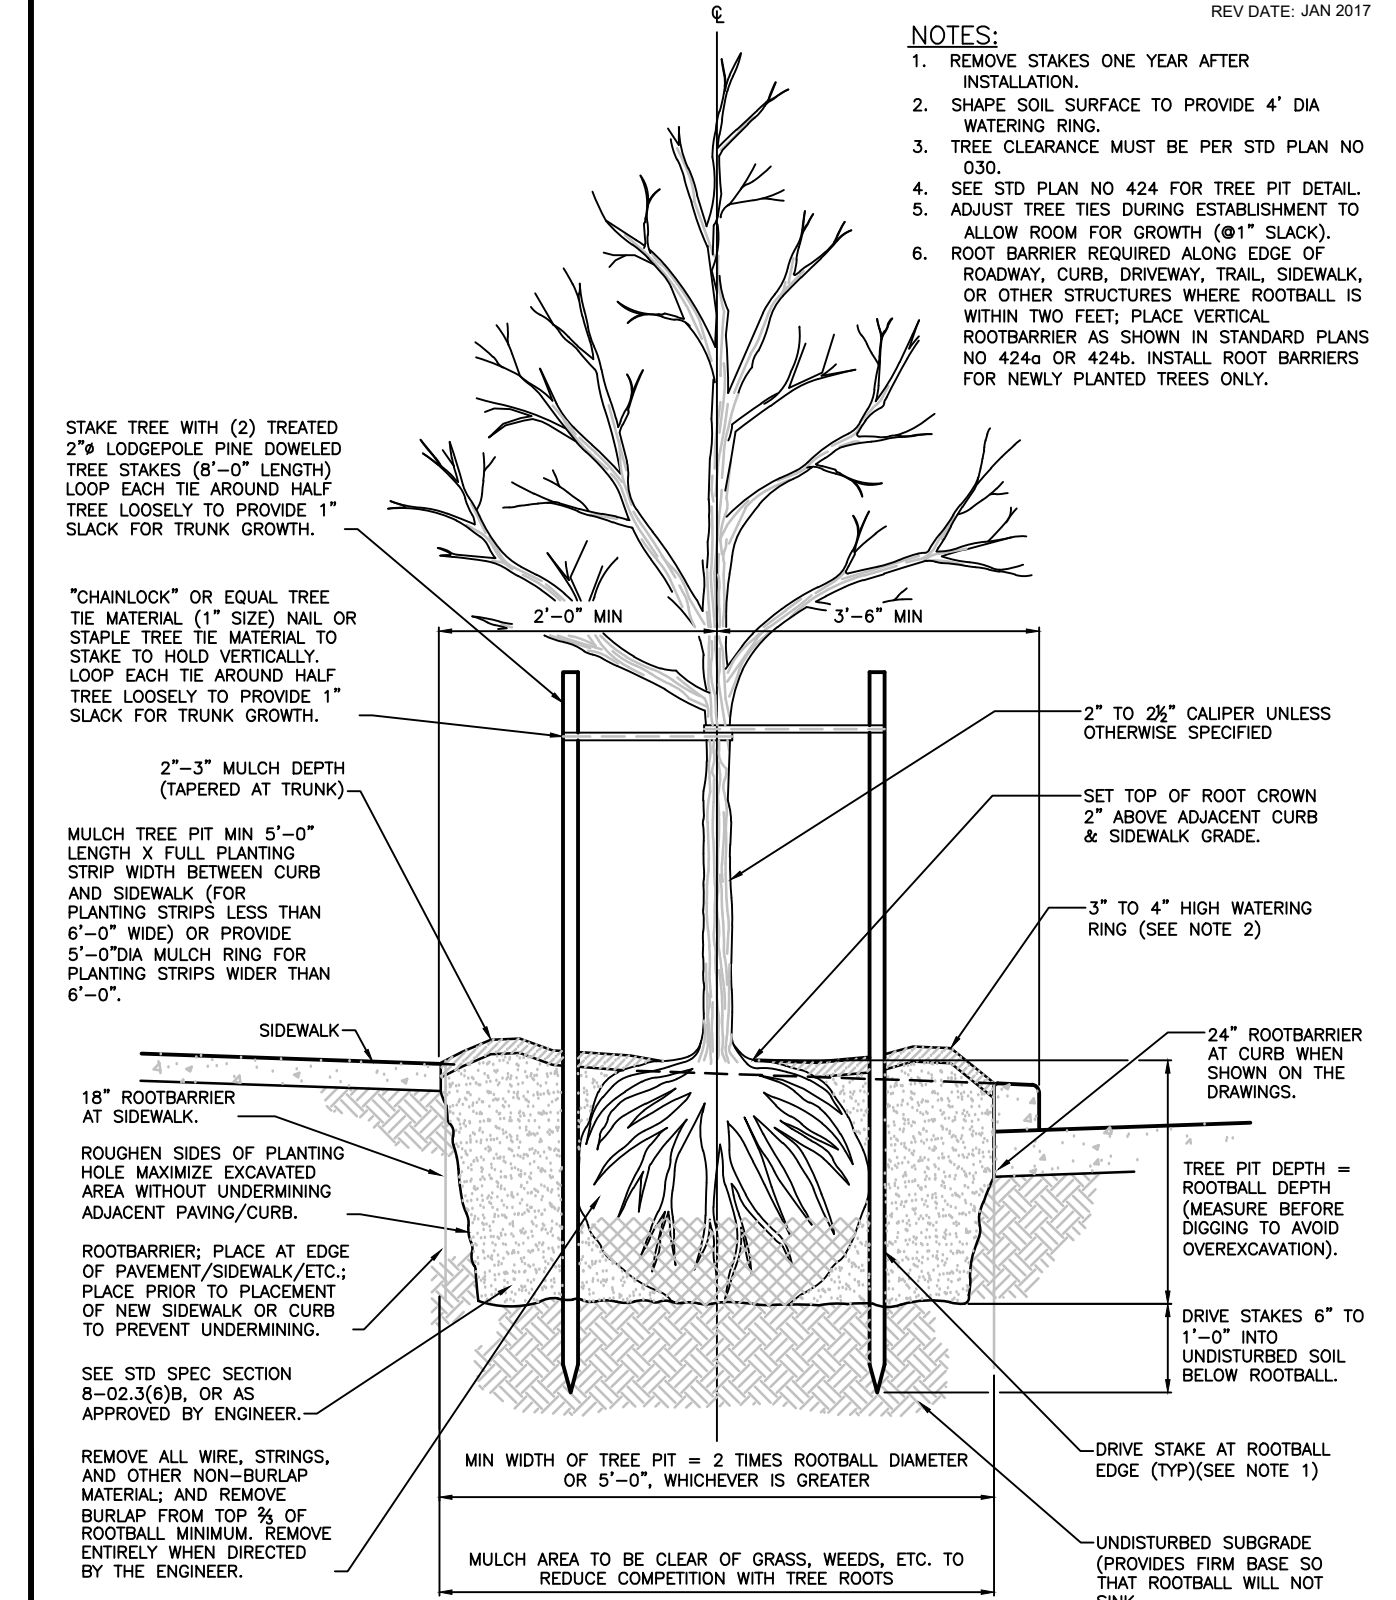 REV DATE: JAN 2017
℄
NOTES:
1. REMOVE STAKES ONE YEAR AFTER
INSTALLATION.
2. SHAPE SOIL SURFACE TO PROVIDE 4' DIA
WATERING RING.
3. TREE CLEARANCE MUST BE PER STD PLAN NO
030.
4. SEE STD PLAN NO 424 FOR TREE PIT DETAIL.
5. ADJUST TREE TIES DURING ESTABLISHMENT TO
ALLOW ROOM FOR GROWTH (@1" SLACK).
6. ROOT BARRIER REQUIRED ALONG EDGE OF
ROADWAY, CURB, DRIVEWAY, TRAIL, SIDEWALK,
OR OTHER STRUCTURES WHERE ROOTBALL IS
WITHIN TWO FEET; PLACE VERTICAL
ROOTBARRIER AS SHOWN IN STANDARD PLANS
NO 424a OR 424b. INSTALL ROOT BARRIERS
FOR NEWLY PLANTED TREES ONLY.
STAKE TREE WITH (2) TREATED
2"ø LODGEPOLE PINE DOWELED
TREE STAKES (8'-0" LENGTH)
LOOP EACH TIE AROUND HALF
TREE LOOSELY TO PROVIDE 1"
SLACK FOR TRUNK GROWTH.
"CHAINLOCK" OR EQUAL TREE
TIE MATERIAL (1" SIZE) NAIL OR
STAPLE TREE TIE MATERIAL TO
STAKE TO HOLD VERTICALLY.
LOOP EACH TIE AROUND HALF
TREE LOOSELY TO PROVIDE 1"
SLACK FOR TRUNK GROWTH.
2'-0" MIN
3'-6" MIN
2" TO 2½" CALIPER UNLESS
OTHERWISE SPECIFIED
2"-3" MULCH DEPTH
(TAPERED AT TRUNK)
SET TOP OF ROOT CROWN
2" ABOVE ADJACENT CURB
& SIDEWALK GRADE.
MULCH TREE PIT MIN 5'-0"
LENGTH X FULL PLANTING
STRIP WIDTH BETWEEN CURB
AND SIDEWALK (FOR
PLANTING STRIPS LESS THAN
6'-0" WIDE) OR PROVIDE
5'-0"DIA MULCH RING FOR
PLANTING STRIPS WIDER THAN
6'-0".
3" TO 4" HIGH WATERING
RING (SEE NOTE 2)
SIDEWALK
24" ROOTBARRIER
AT CURB WHEN
SHOWN ON THE
DRAWINGS.
18" ROOTBARRIER
AT SIDEWALK.
ROUGHEN SIDES OF PLANTING
HOLE MAXIMIZE EXCAVATED
AREA WITHOUT UNDERMINING
ADJACENT PAVING/CURB.
TREE PIT DEPTH =
ROOTBALL DEPTH
(MEASURE BEFORE
DIGGING TO AVOID
OVEREXCAVATION).
ROOTBARRIER; PLACE AT EDGE
OF PAVEMENT/SIDEWALK/ETC.;
PLACE PRIOR TO PLACEMENT
OF NEW SIDEWALK OR CURB
TO PREVENT UNDERMINING.
DRIVE STAKES 6" TO
1'-0" INTO
UNDISTURBED SOIL
BELOW ROOTBALL.
SEE STD SPEC SECTION
8-02.3(6)B, OR AS
APPROVED BY ENGINEER.
DRIVE STAKE AT ROOTBALL
EDGE (TYP)(SEE NOTE 1)
MIN WIDTH OF TREE PIT = 2 TIMES ROOTBALL DIAMETER
OR 5'-0", WHICHEVER IS GREATER
REMOVE ALL WIRE, STRINGS,
AND OTHER NON-BURLAP
MATERIAL; AND REMOVE
BURLAP FROM TOP ⅔ OF
ROOTBALL MINIMUM. REMOVE
ENTIRELY WHEN DIRECTED
BY THE ENGINEER.
MULCH AREA TO BE CLEAR OF GRASS, WEEDS, ETC. TO
REDUCE COMPETITION WITH TREE ROOTS
UNDISTURBED SUBGRADE
(PROVIDES FIRM BASE SO
THAT ROOTBALL WILL NOT